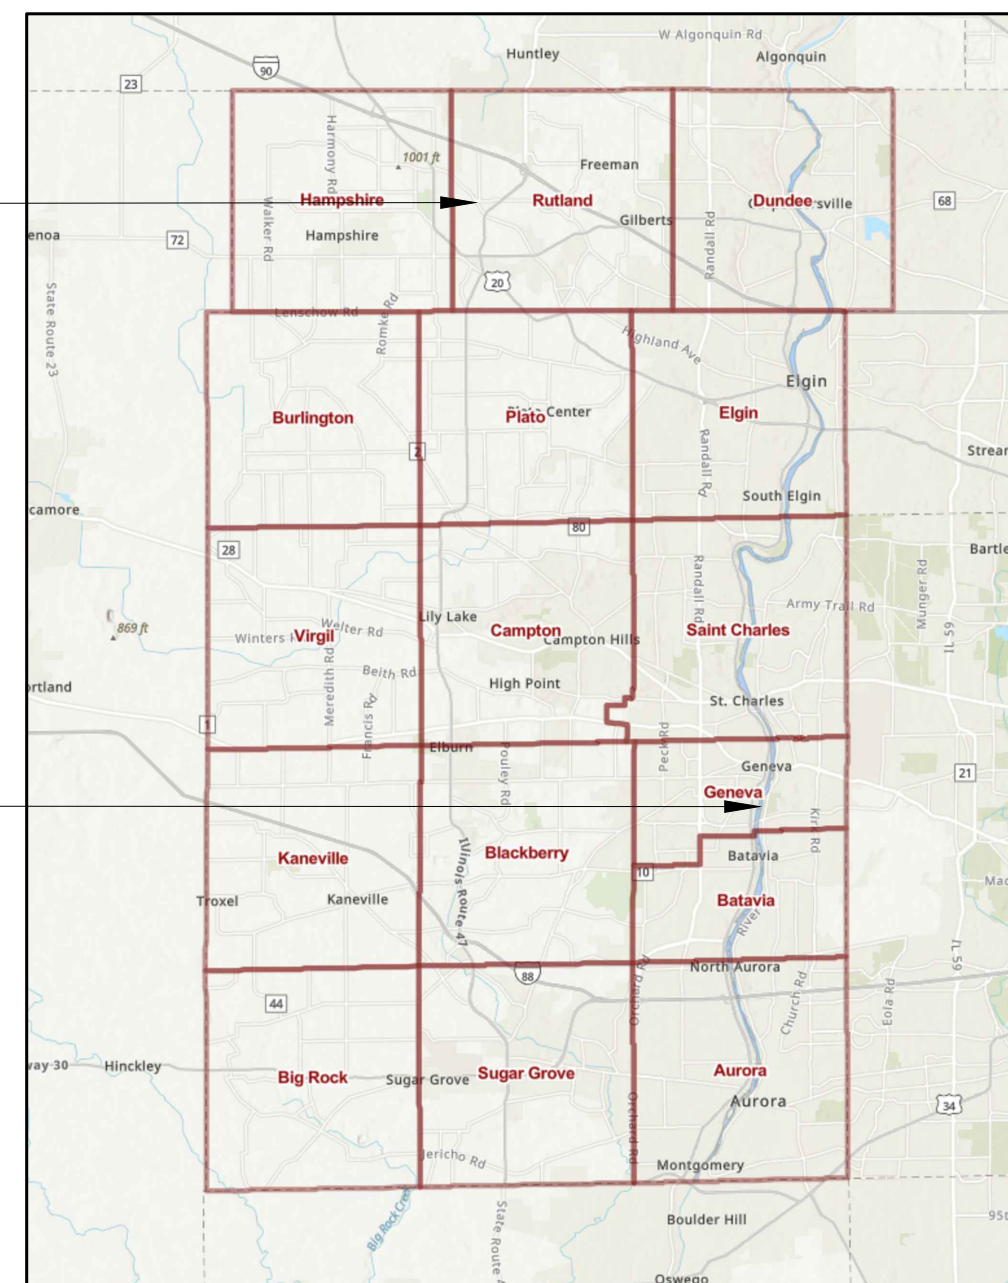 W Algonquin Rd
Huntley
Algonquin
90
23
Harmony Rd
1001 ft
Freeman
Hampshire
Rutland
Dundee
sville
68
Walker Rd
Gilberts
Randall Rd
enoa
72
Hampshire
20
State Route 23
Lenschow Rd
Romke Rd
Highland Ave
Elgin
Burlington
Plato
Center
Elgin
2
Randall Rd
Strear
South Elgin
camore
80
28
Bartle
Munger Rd
Randall Rd
Army Trail Rd
869 ft
Lily Lake
Welter Rd
Winters
Virgil
Campton
Campton Hills
Saint Charles
IL 59
Meredith Rd
Beith Rd
High Point
rtland
St. Charles
Francis Rd
1
Peck Rd
Elburn
Pouley Rd
Geneva
21
Geneva
Kirk Rd
Kaneville
Blackberry
Batavia
10
Illinois Route 47
Mac
Troxel
Kaneville
Batavia
River
North Aurora
IL 59
88
Orchard Rd
Church Rd
Eola Rd
44
way 30
Hinckley
Big Rock
Sugar Grove
Sugar Grove
Aurora
Aurora
34
Orchard Rd
Jericho Rd
Montgomery
Big Rock Creek
State Route 4
Boulder Hill
95t
Oswego